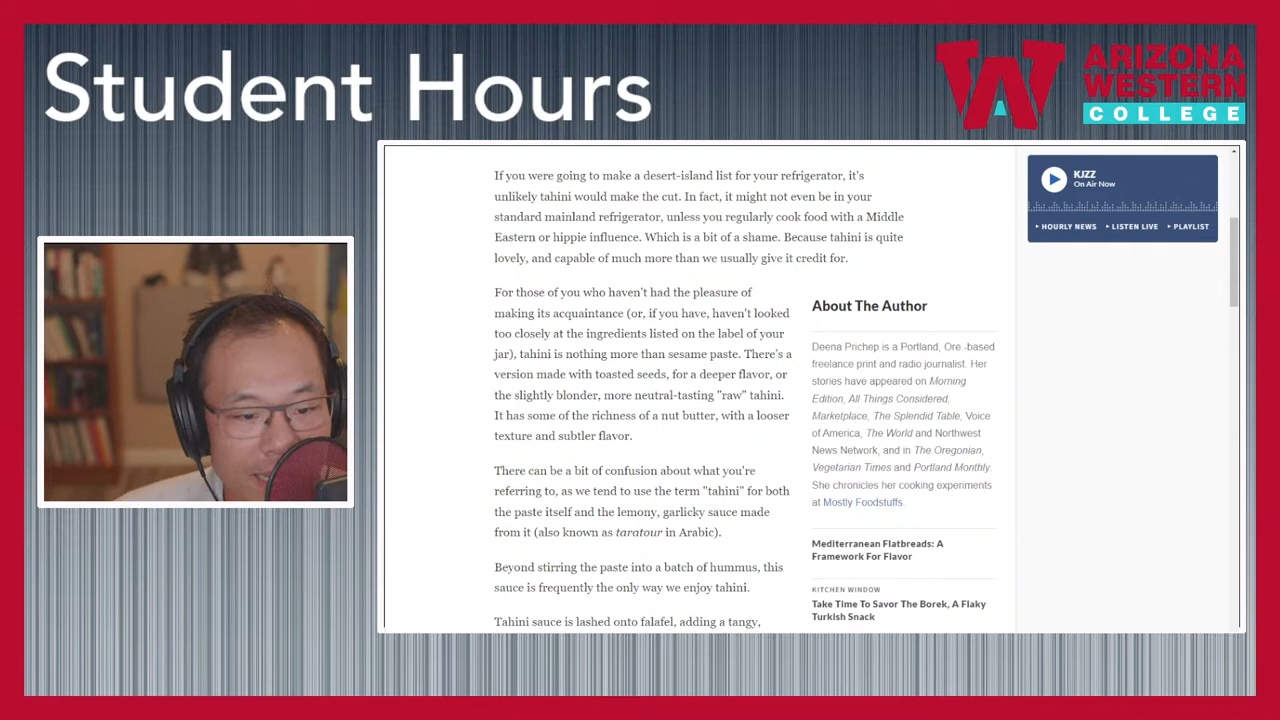 Student Hours
ARIZONA
WESTERN
COLLEGE
If you were going to make a desert-island list for your refrigerator, it's
unlikely tahini would make the cut. In fact, it might not even be in your
standard mainland refrigerator, unless you regularly cook food with a Middle
Eastern or hippie influence. Which is a bit of a shame. Because tahini is quite
lovely, and capable of much more than we usually give it credit for.
For those of you who haven't had the pleasure of
making its acquaintance (or, if you have, haven't looked
too closely at the ingredients listed on the label of your
jar), tahini is nothing more than sesame paste. There's a
version made with toasted seeds, for a deeper flavor, or
the slightly blonder, more neutral-tasting "raw" tahini.
It has some of the richness of a nut butter, with a looser
texture and subtler flavor.
There can be a bit of confusion about what you're
referring to, as we tend to use the term "tahini" for both
the paste itself and the lemony, garlicky sauce made
from it (also known as taratour in Arabic).
Beyond stirring the paste into a batch of hummus, this
sauce is frequently the only way we enjoy tahini.
Tahini sauce is lashed onto falafel, adding a tangy,
About The Author
Deena Prichep is a Portland, Ore.-based
freelance print and radio journalist. Her
stories have appeared on Morning
Edition, All Things Considered,
Marketplace, The Splendid Table, Voice
of America, The World and Northwest
News Network, and in The Oregonian,
Vegetarian Times and Portland Monthly.
She chronicles her cooking experiments
at Mostly Foodstuffs.
Mediterranean Flatbreads: A
Framework For Flavor
KITCHEN WINDOW
Take Time To Savor The Borek, A Flaky
Turkish Snack
KJZZ
On Air Now
HOURLY NEWS LISTEN LIVE PLAYLIST